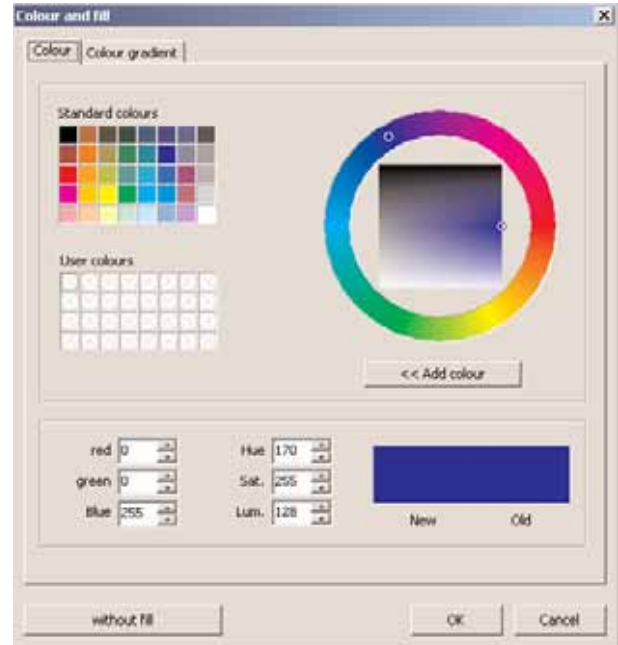 Colour and fill
Colour Colour gradient
Standard colours
User colours
<< Add colour
red 0 Hue 170
green 0 Sat. 255
Blue 255 Lum. 128
New Old
without fill OK Cancel